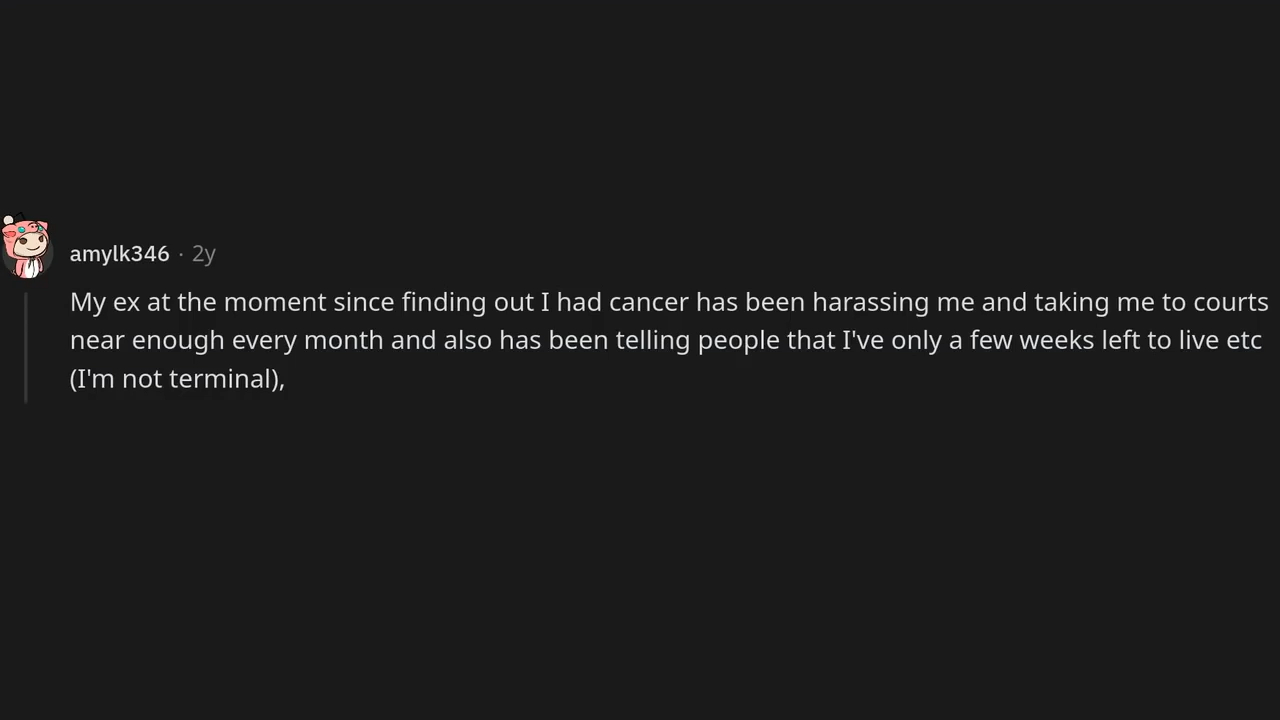 amylk346 · 2y
My ex at the moment since finding out I had cancer has been harassing me and taking me to courts
near enough every month and also has been telling people that I've only a few weeks left to live etc
(I'm not terminal),